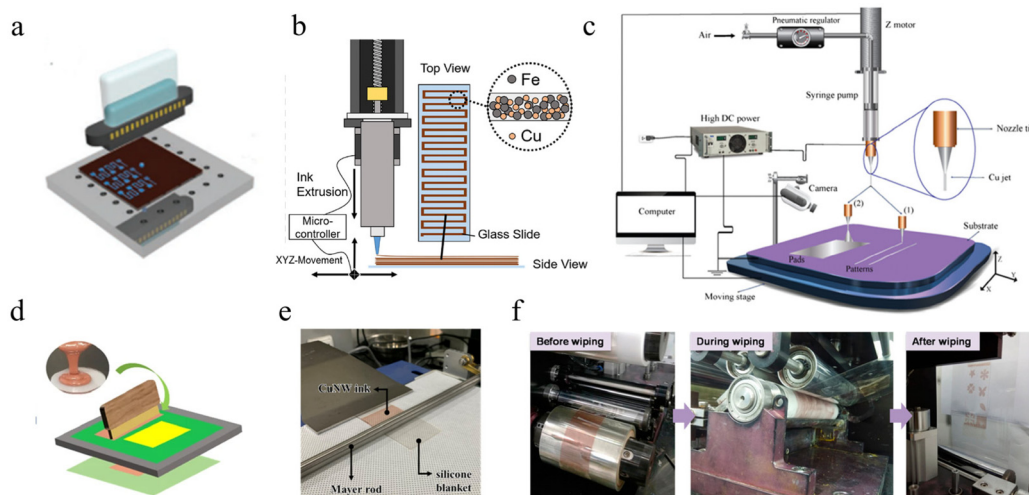 a
b
Top View
Fe
Cu
Ink
Extrusion
Micro-
controller
XYZ-Movement
Glass Slide
Side View
c
Pneumatic regulator
Z motor
Air
Syringe pump
High DC power
Nozzle ti
Cu jet
Camera
Computer
(2)
(1)
Substrate
Pads
Patterns
Moving stage
Z
Y
X
d
e
CuNW ink
Mayer rod
silicone
blanket
f
Before wiping
During wiping
After wiping